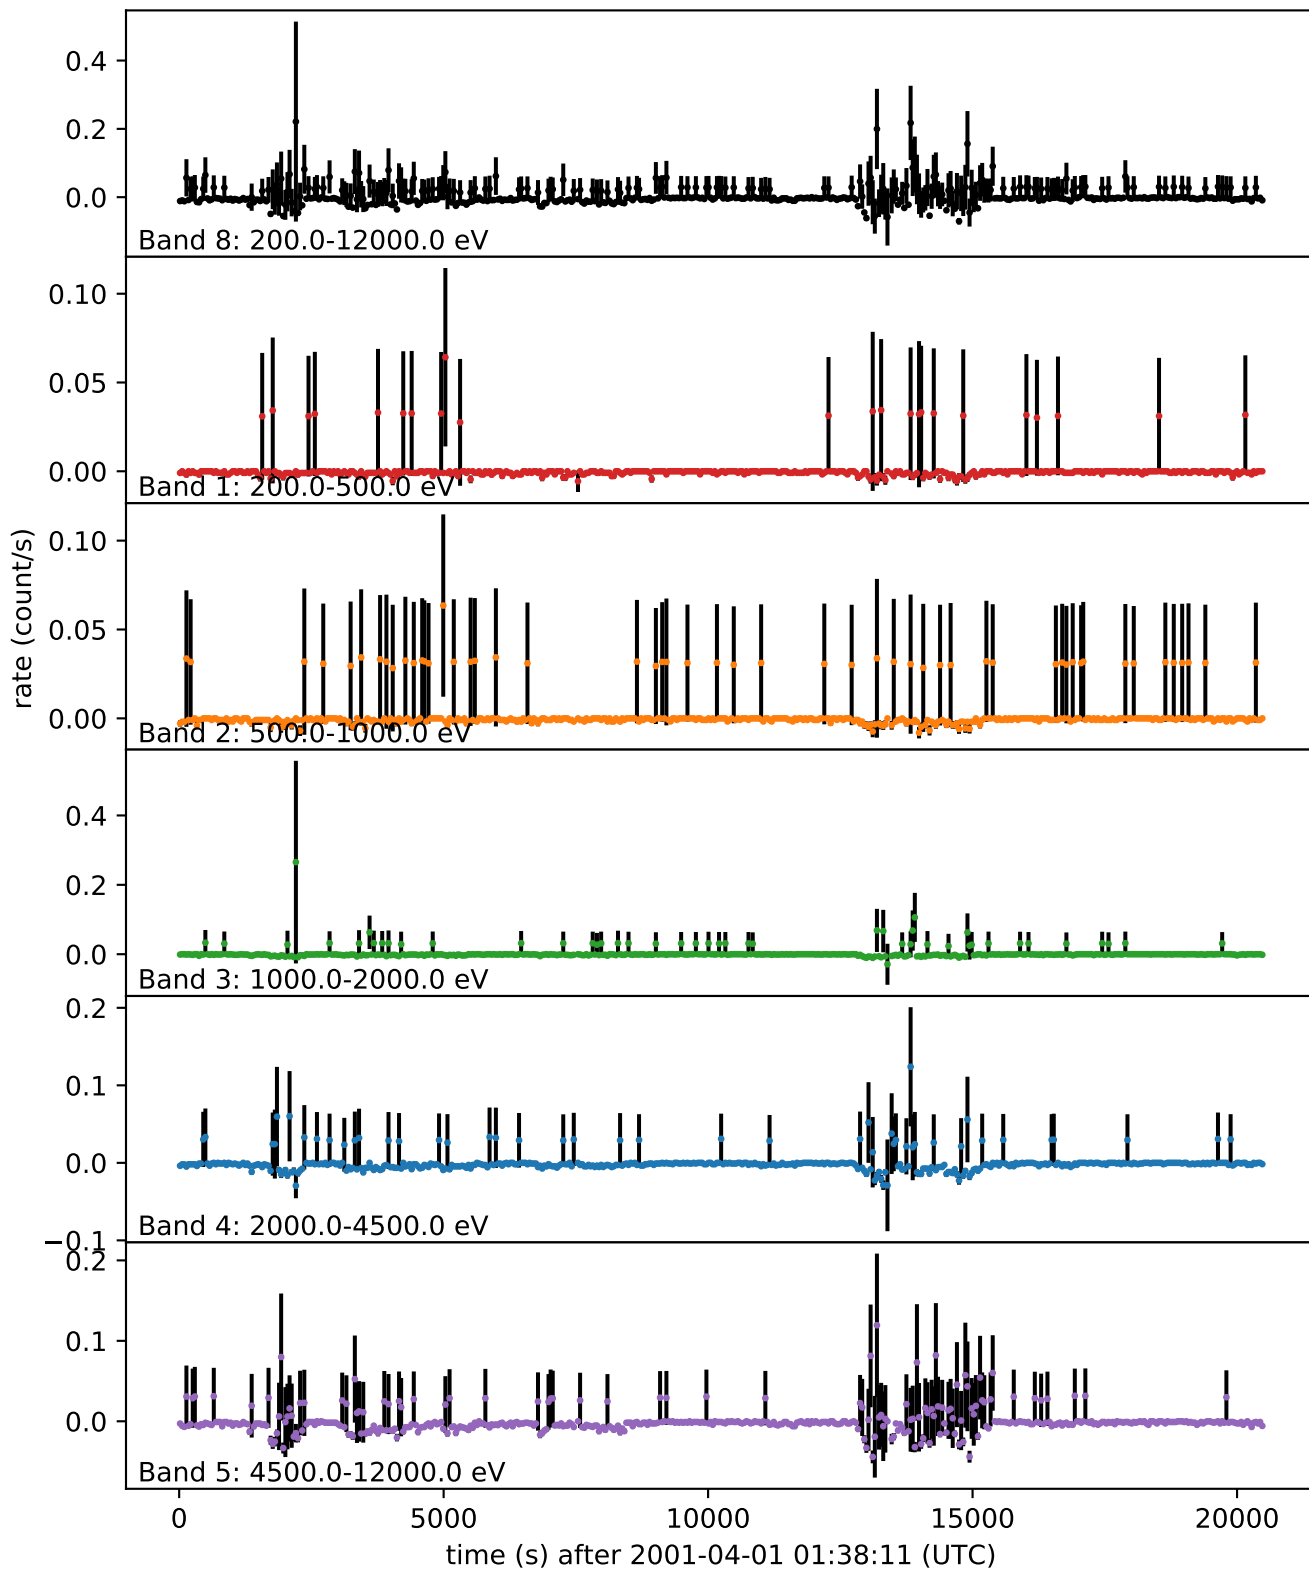 0.4
0.2
0.0
Band 8: 200.0-12000.0 eV
0.10
0.05
0.00
Band 1: 200.0-500.0 eV
0.10
0.05
0.00
Band 2: 500.0-1000.0 eV
rate (count/s)
0.4
0.2
0.0
Band 3: 1000.0-2000.0 eV
0.2
0.1
0.0
−0.1
Band 4: 2000.0-4500.0 eV
0.2
0.1
0.0
Band 5: 4500.0-12000.0 eV
0 5000 10000 15000 20000
time (s) after 2001-04-01 01:38:11 (UTC)